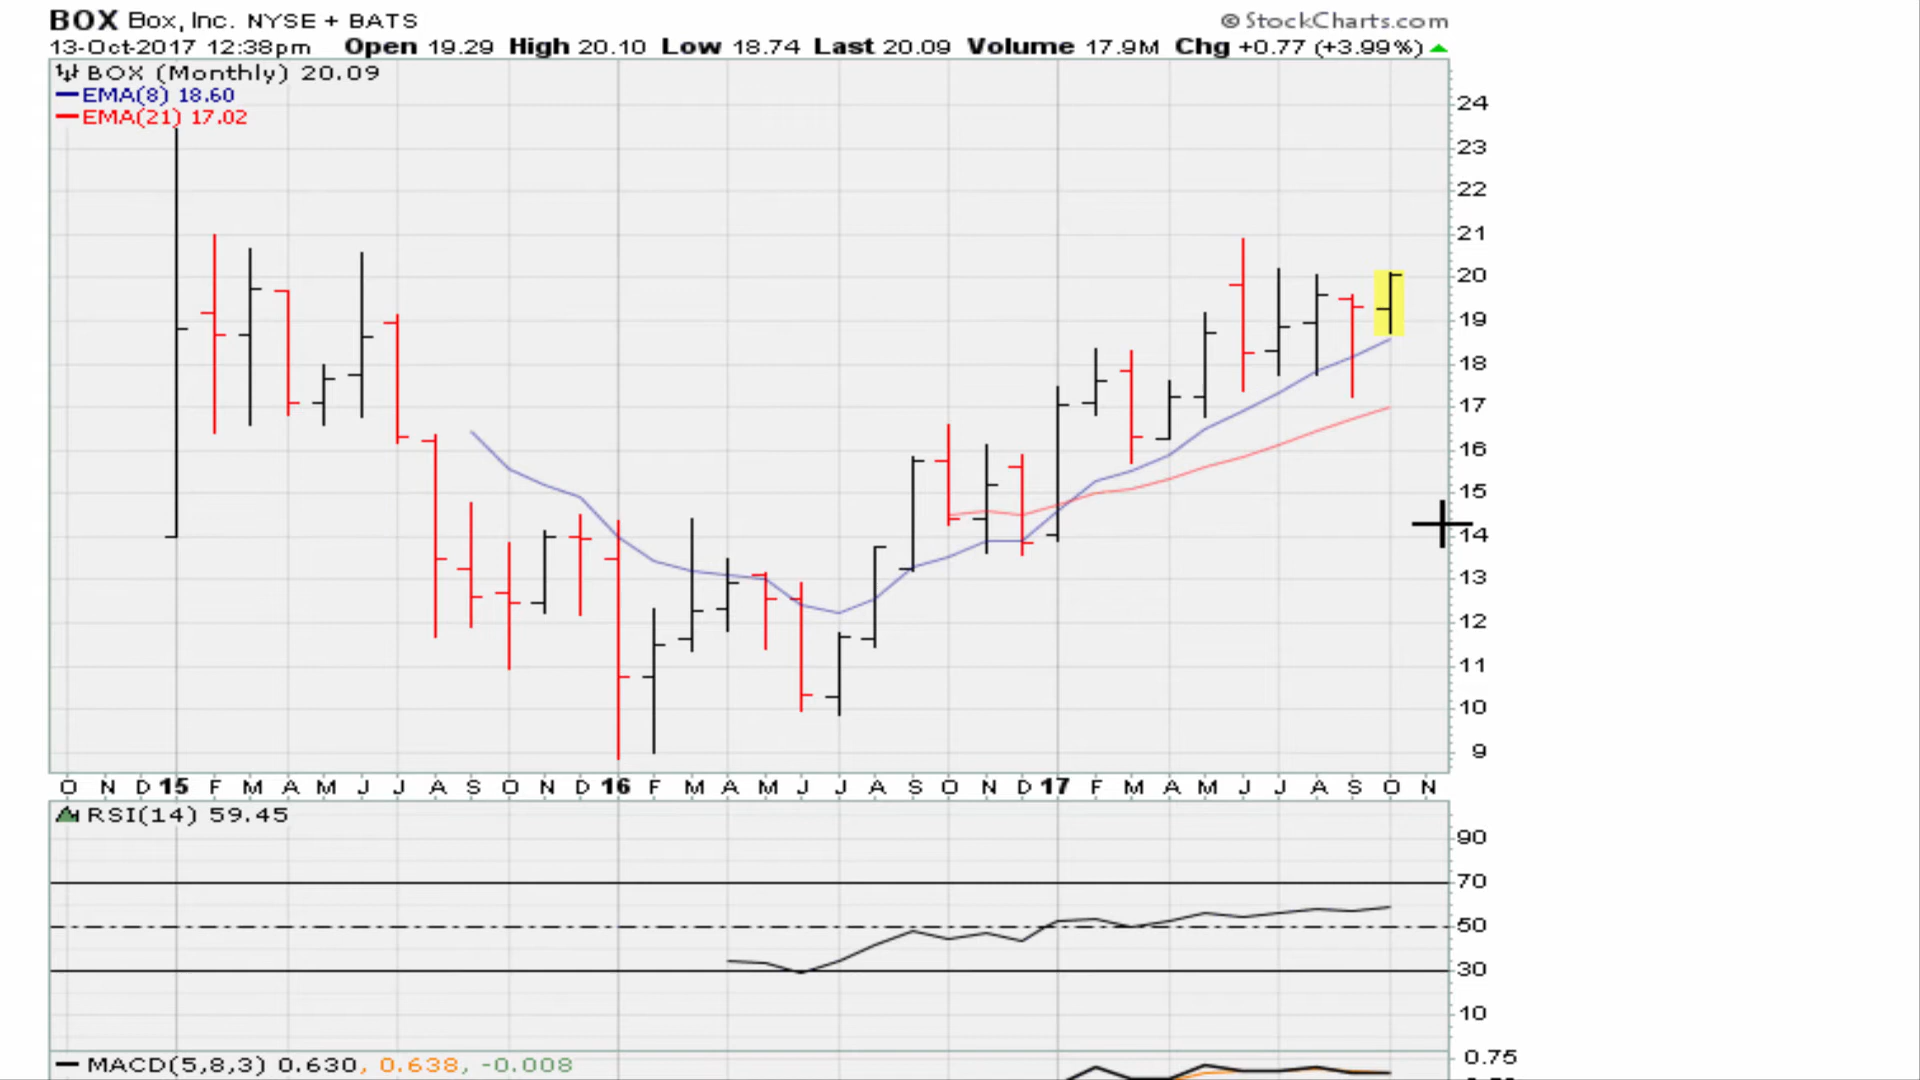 BOX Box, Inc. NYSE + BATS © StockCharts.com
13-Oct-2017 12:38pm Open 19.29 High 20.10 Low 18.74 Last 20.09 Volume 17.9M Chg +0.77 (+3.99%)
BOX (Monthly) 20.09
EMA(8) 18.60
EMA(21) 17.02
24
23
22
21
20
19
18
17
16
15
14
13
12
11
10
9
O N D 15 F M A M J J A S O N D 16 F M A M J J A S O N D 17 F M A M J J A S O N
RSI(14) 59.45
90
70
50
30
10
MACD(5,8,3) 0.630, 0.638, -0.008
0.75